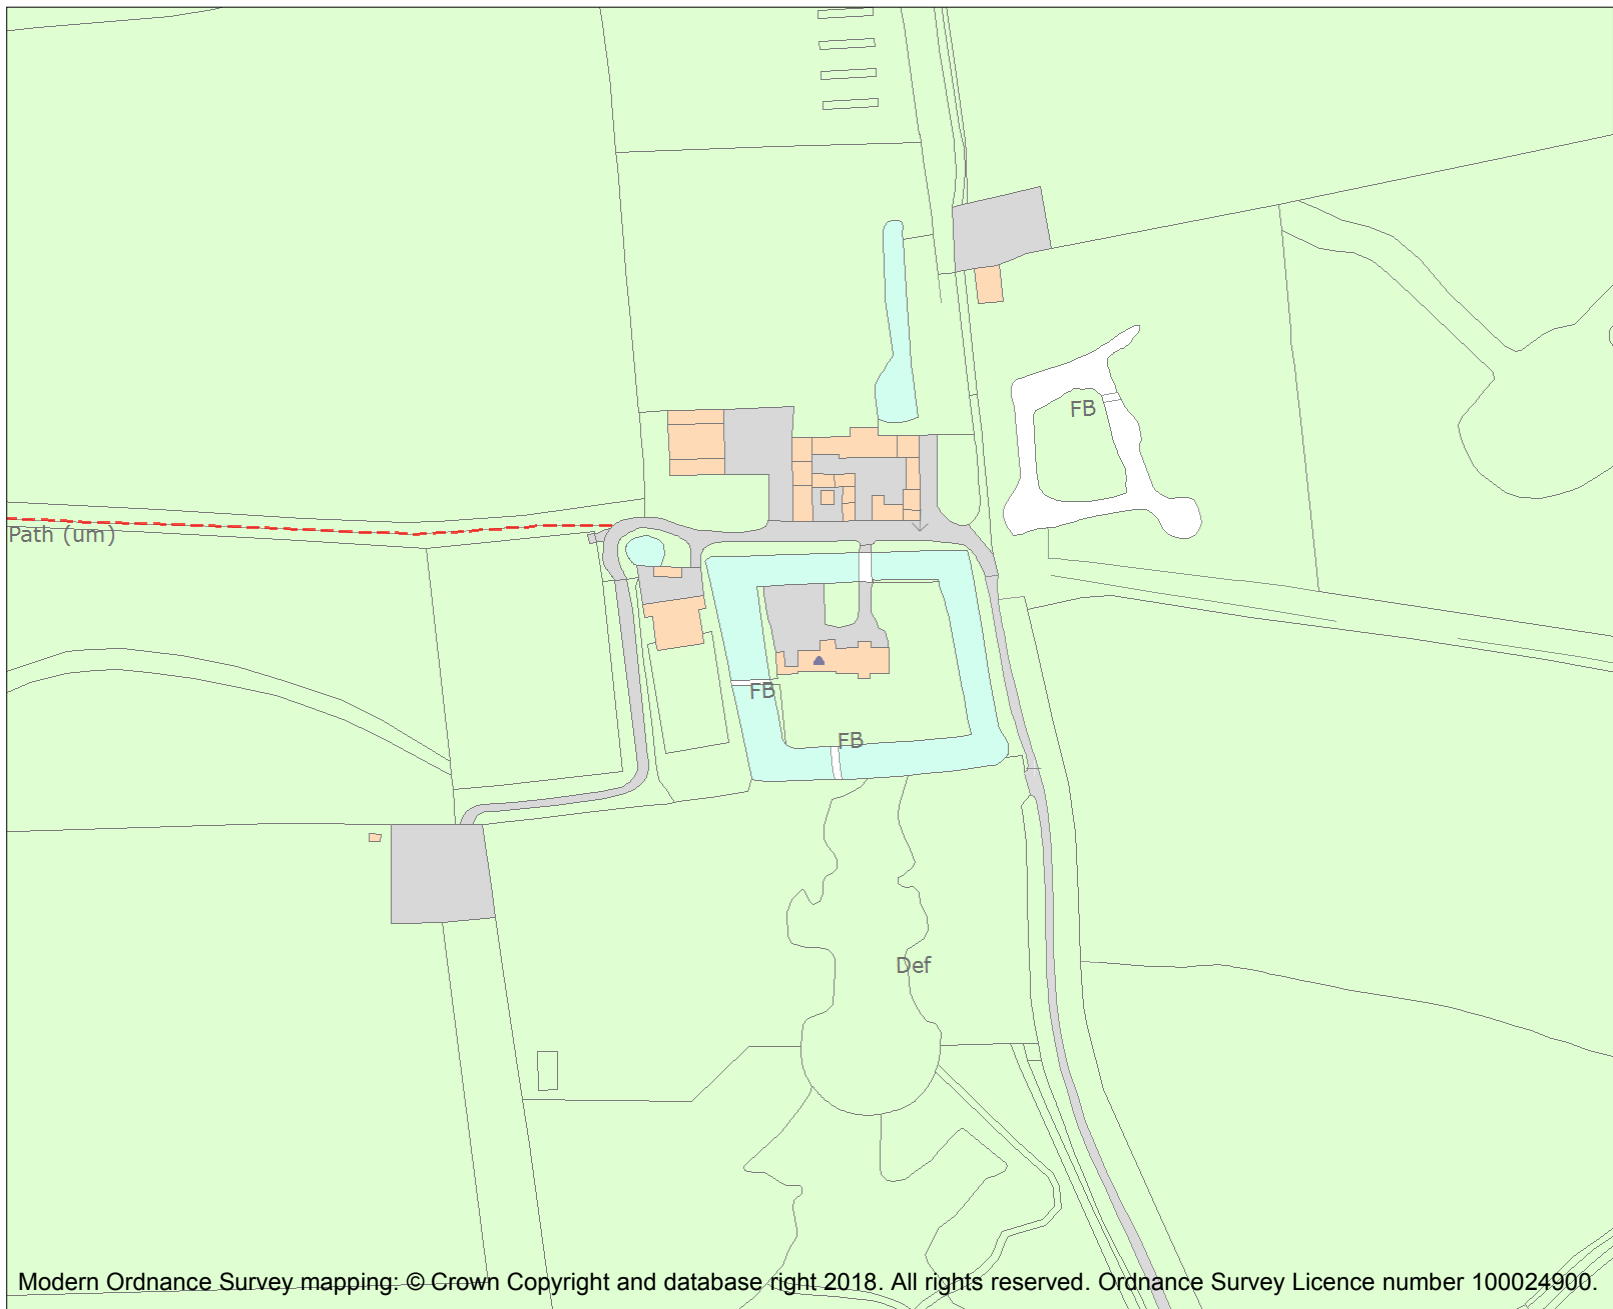 FB
Path (um)
FB
FB
Def
Modern Ordnance Survey mapping: © Crown Copyright and database right 2018. All rights reserved. Ordnance Survey Licence number 100024900.